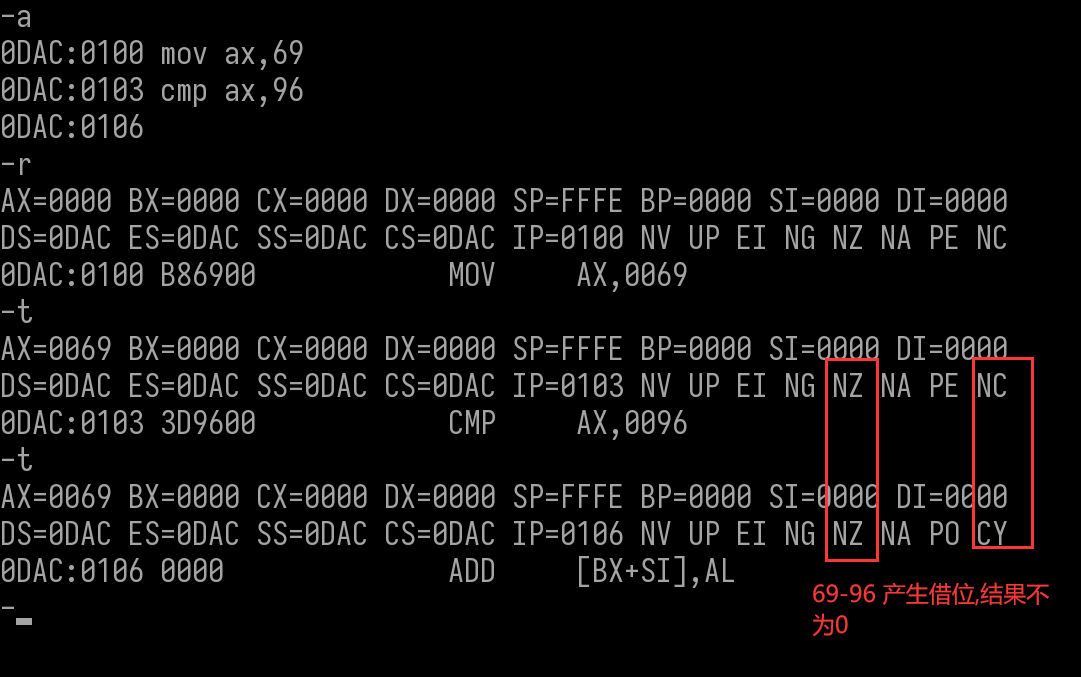 -a
0DAC:0100 mov ax,69
0DAC:0103 cmp ax,96
0DAC:0106
-r
AX=0000 BX=0000 CX=0000 DX=0000 SP=FFFE BP=0000 SI=0000 DI=0000
DS=0DAC ES=0DAC SS=0DAC CS=0DAC IP=0100 NV UP EI NG NZ NA PE NC
0DAC:0100 B86900 MOV AX,0069
-t
AX=0069 BX=0000 CX=0000 DX=0000 SP=FFFE BP=0000 SI=0000 DI=0000
DS=0DAC ES=0DAC SS=0DAC CS=0DAC IP=0103 NV UP EI NG NZ NA PE NC
0DAC:0103 3D9600 CMP AX,0096
-t
AX=0069 BX=0000 CX=0000 DX=0000 SP=FFFE BP=0000 SI=0000 DI=0000
DS=0DAC ES=0DAC SS=0DAC CS=0DAC IP=0106 NV UP EI NG NZ NA PO CY
0DAC:0106 0000 ADD [BX+SI],AL
-_
69-96 产生借位,结果不
为0